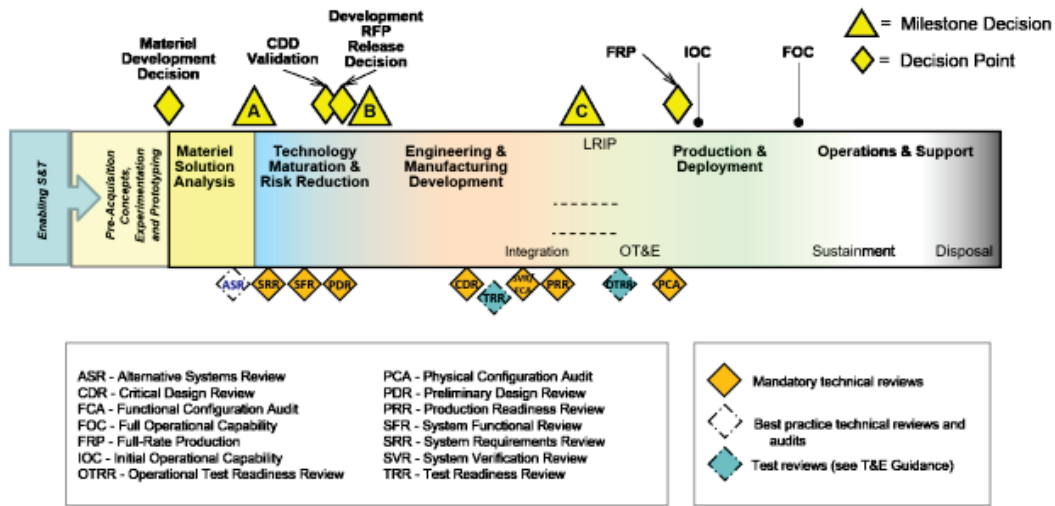 Materiel
Development
Decision
CDD
Validation
Development
RFP
Release
Decision
FRP
IOC
FOC
= Milestone Decision
= Decision Point
A
B
C
Enabling S&T
Pre-Acquisition
Concepts,
Experimentation
and Prototyping
Materiel
Solution
Analysis
Technology
Maturation &
Risk Reduction
Engineering &
Manufacturing
Development
LRIP
Production &
Deployment
Operations & Support
Integration
OT&E
Sustainment
Disposal
ASR
SRR
SFR
PDR
CDR
TRR
SVR/
FCA
PRR
OTRR
PCA
ASR - Alternative Systems Review
CDR - Critical Design Review
FCA - Functional Configuration Audit
FOC - Full Operational Capability
FRP - Full-Rate Production
IOC - Initial Operational Capability
OTRR - Operational Test Readiness Review
PCA - Physical Configuration Audit
PDR - Preliminary Design Review
PRR - Production Readiness Review
SFR - System Functional Review
SRR - System Requirements Review
SVR - System Verification Review
TRR - Test Readiness Review
Mandatory technical reviews
Best practice technical reviews and
audits
Test reviews (see T&E Guidance)